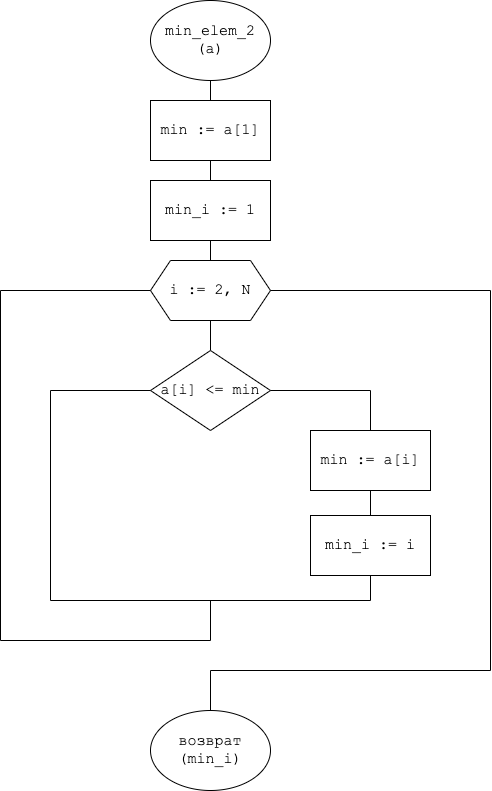 min_elem_2
(a)
min := a[1]
min_i := 1
i := 2, N
a[i] <= min
min := a[i]
min_i := i
возврат
(min_i)